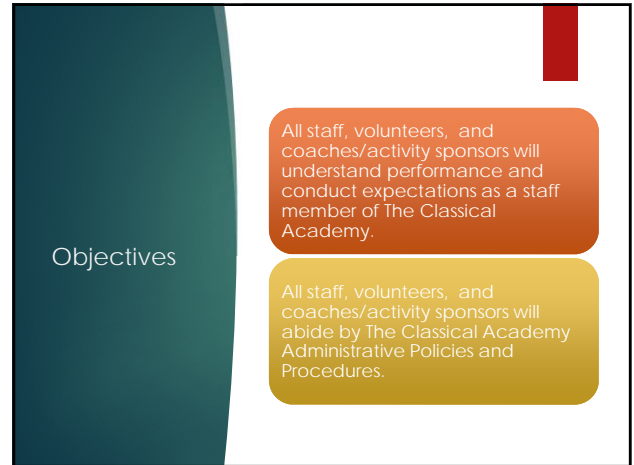 Objectives
All staff, volunteers, and
coaches/activity sponsors will
understand performance and
conduct expectations as a staff
member of The Classical
Academy.
All staff, volunteers, and
coaches/activity sponsors will
abide by The Classical Academy
Administrative Policies and
Procedures.